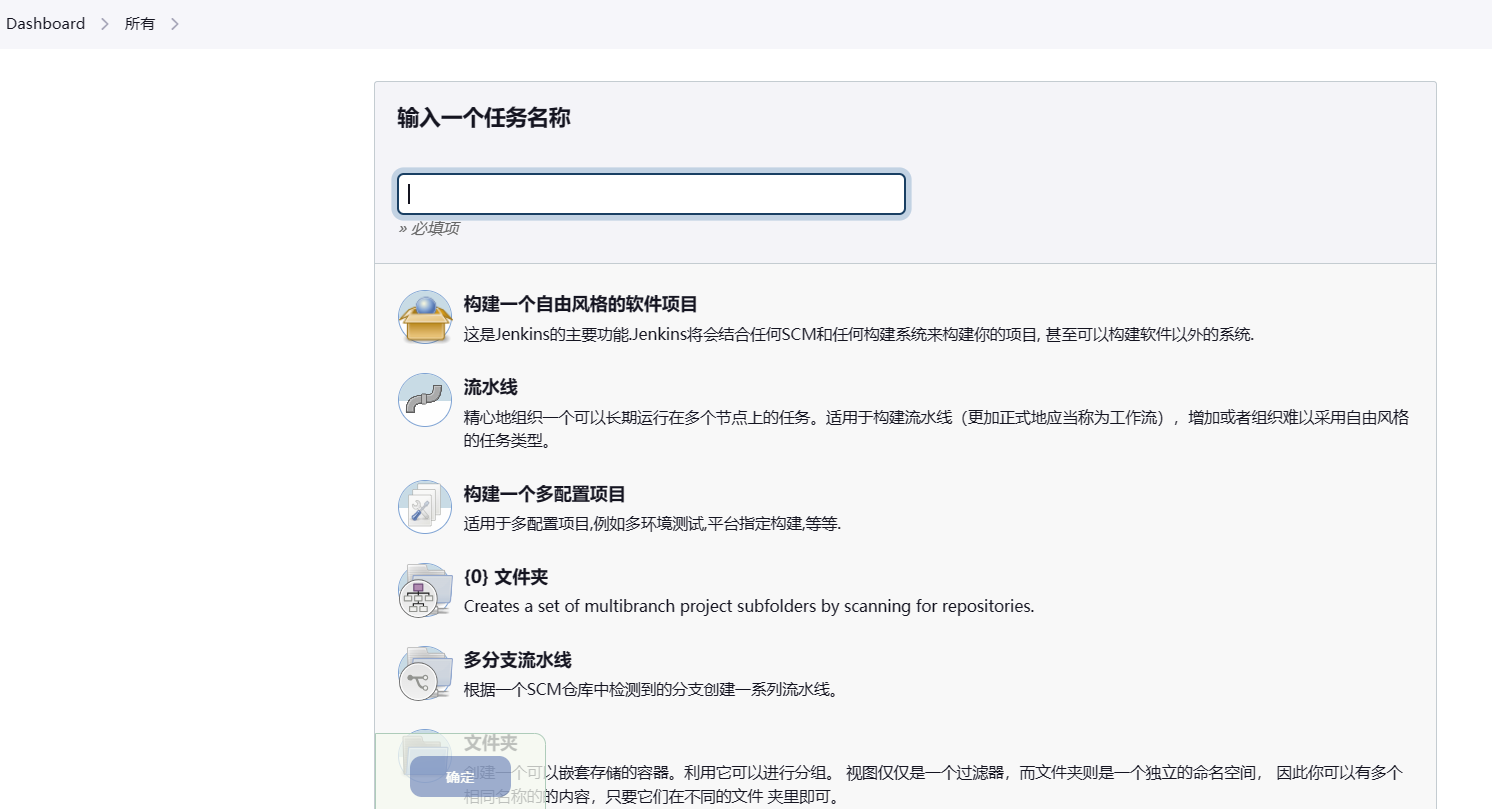 Dashboard > 所有 >
输入一个任务名称
» 必填项
构建一个自由风格的软件项目
这是Jenkins的主要功能.Jenkins将会结合任何SCM和任何构建系统来构建你的项目, 甚至可以构建软件以外的系统.
流水线
精心地组织一个可以长期运行在多个节点上的任务。适用于构建流水线（更加正式地应当称为工作流），增加或者组织难以采用自由风格
的任务类型。
构建一个多配置项目
适用于多配置项目,例如多环境测试,平台指定构建,等等.
{0} 文件夹
Creates a set of multibranch project subfolders by scanning for repositories.
多分支流水线
根据一个SCM仓库中检测到的分支创建一系列流水线。
文件夹
创建一个可以嵌套存储的容器。利用它可以进行分组。 视图仅仅是一个过滤器，而文件夹则是一个独立的命名空间， 因此你可以有多个
确定
相同名称的的内容，只要它们在不同的文件 夹里即可。